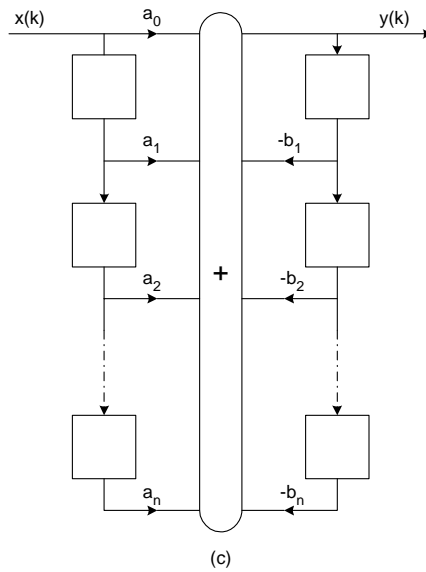 x(k) a₀ y(k)
a₁ -b₁
a₂ + -b₂
aₙ -bₙ
(c)